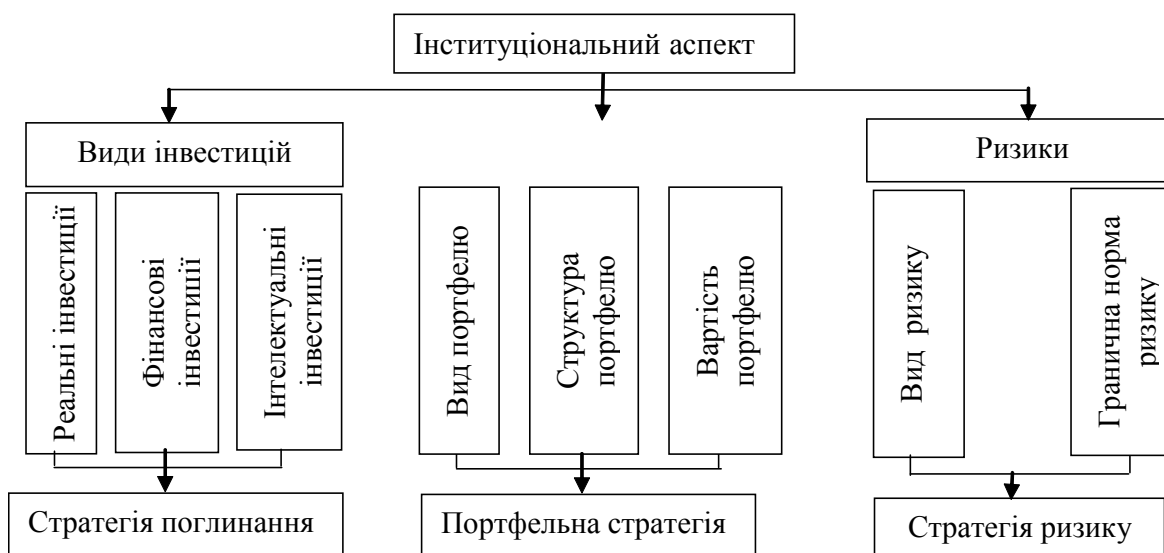 Інституціональний аспект
Види інвестицій
Ризики
Реальні інвестиції
Фінансові
інвестиції
Інтелектуальні
інвестиції
Вид портфелю
Структура
портфелю
Вартість
портфелю
Вид ризику
Гранична норма
ризику
Стратегія поглинання
Портфельна стратегія
Стратегія ризику